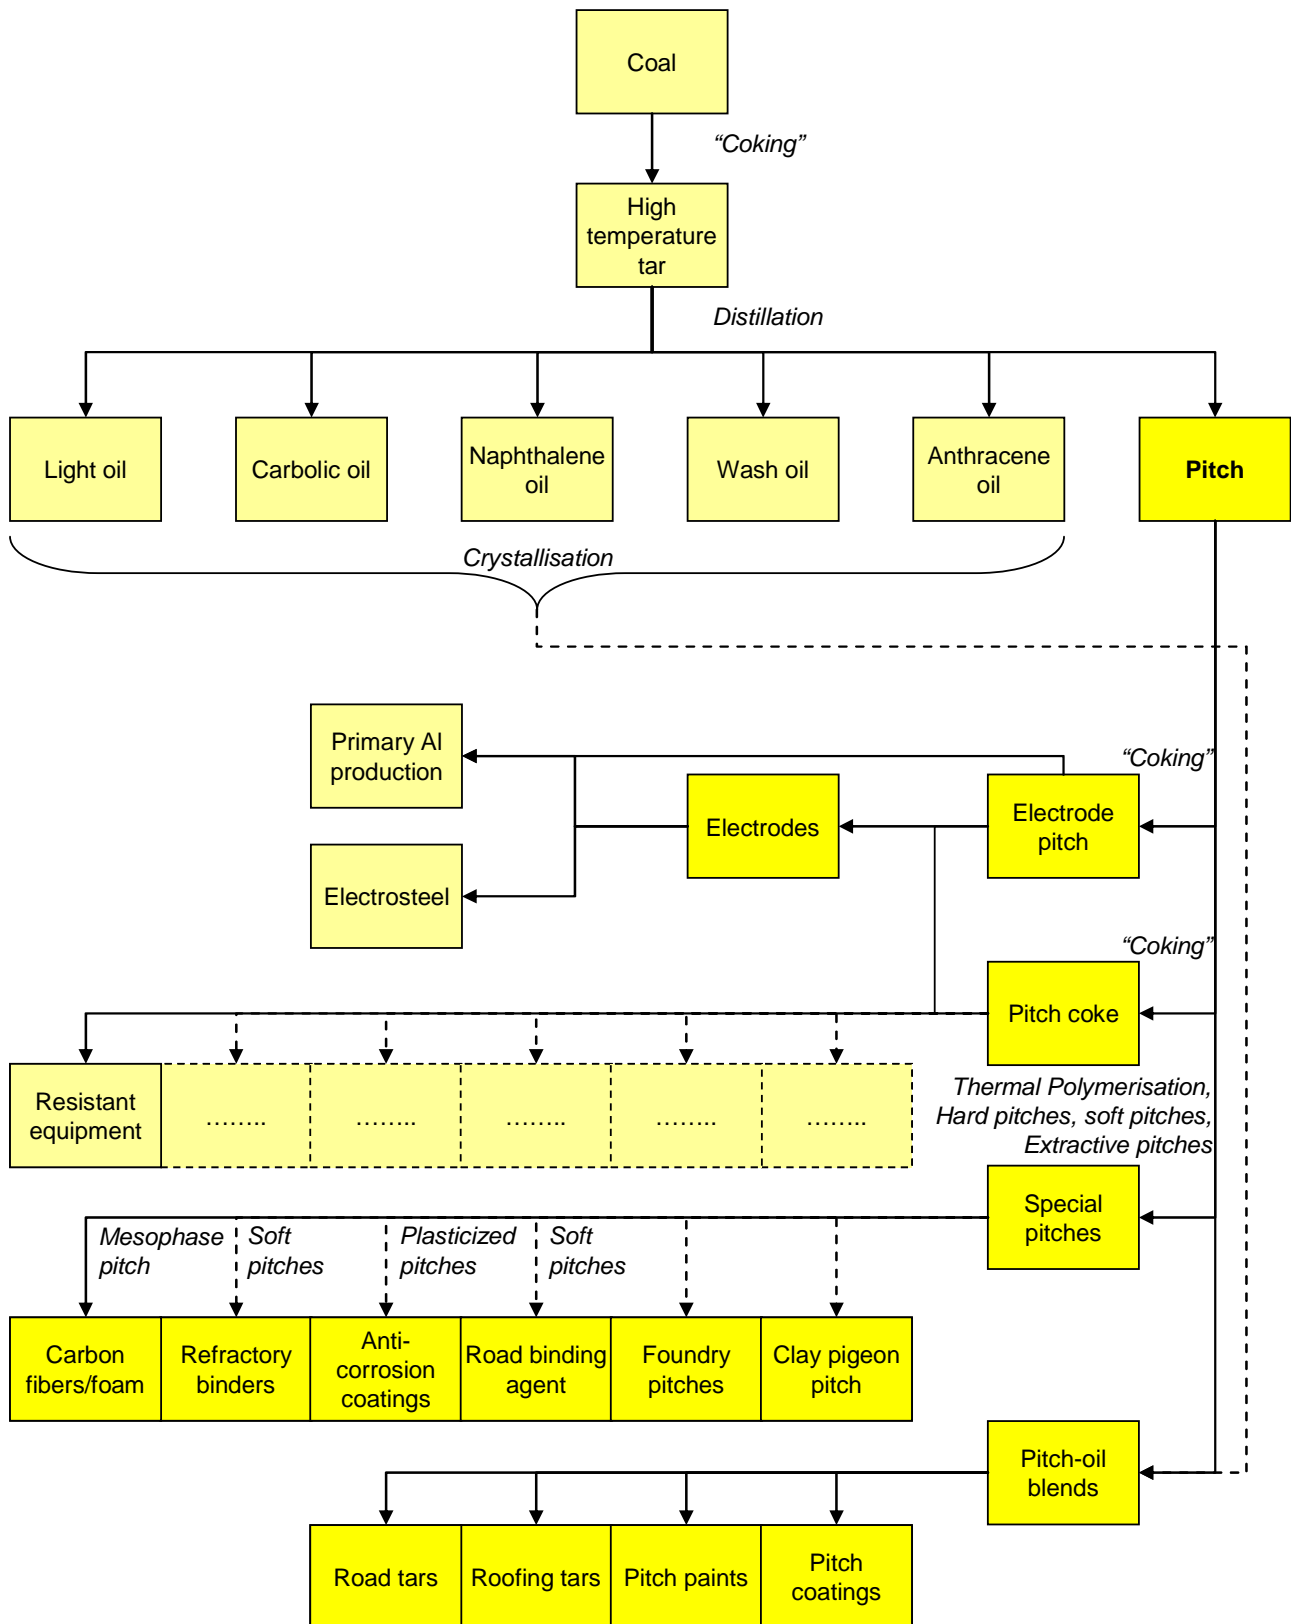 Coal
“Coking”
High
temperature
tar
Distillation
Light oil
Carbolic oil
Naphthalene
oil
Wash oil
Anthracene
oil
Pitch
Crystallisation
Primary Al
production
“Coking”
Electrodes
Electrode
pitch
Electrosteel
“Coking”
Pitch coke
Resistant
equipment
……..
……..
……..
……..
……..
Thermal Polymerisation,
Hard pitches, soft pitches,
Extractive pitches
Special
pitches
Mesophase
pitch
Soft
pitches
Plasticized
pitches
Soft
pitches
Carbon
fibers/foam
Refractory
binders
Anti-
corrosion
coatings
Road binding
agent
Foundry
pitches
Clay pigeon
pitch
Pitch-oil
blends
Road tars
Roofing tars
Pitch paints
Pitch
coatings